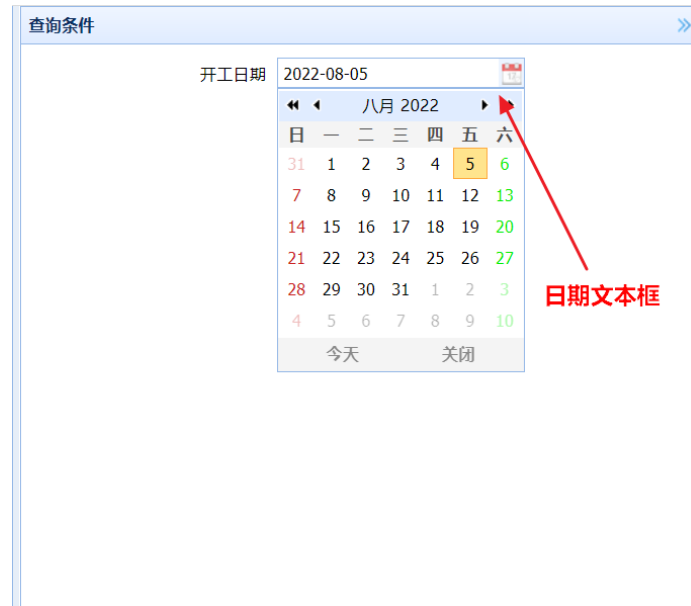 查询条件
开工日期 2022-08-05
八月 2022
日 一 二 三 四 五 六
31 1 2 3 4 5 6
7 8 9 10 11 12 13
14 15 16 17 18 19 20
21 22 23 24 25 26 27
28 29 30 31 1 2 3
4 5 6 7 8 9 10
今天 关闭
日期文本框